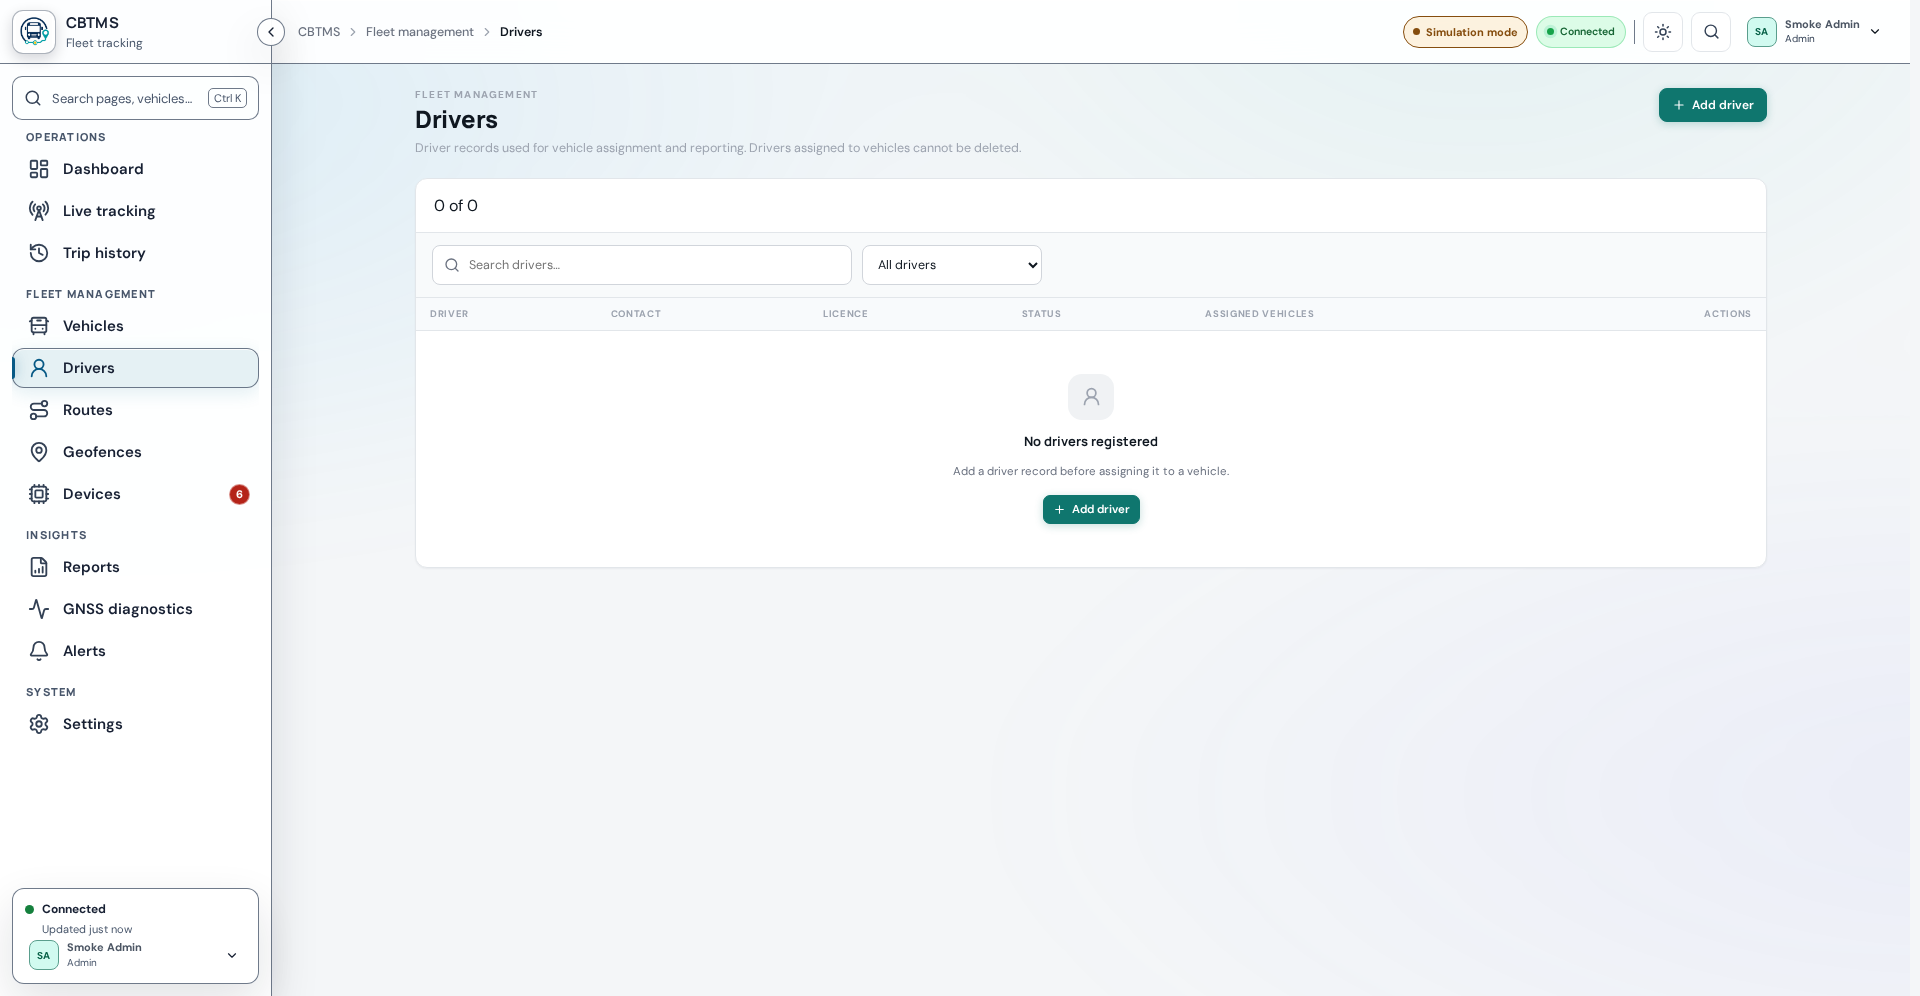 CBTMS
Fleet tracking
Search pages, vehicles... Ctrl K
OPERATIONS
Dashboard
Live tracking
Trip history
FLEET MANAGEMENT
Vehicles
Drivers
Routes
Geofences
Devices 6
INSIGHTS
Reports
GNSS diagnostics
Alerts
SYSTEM
Settings
Connected
Updated just now
SA Smoke Admin
Admin
CBTMS > Fleet management > Drivers
Simulation mode Connected SA Smoke Admin
Admin
FLEET MANAGEMENT
Drivers
Driver records used for vehicle assignment and reporting. Drivers assigned to vehicles cannot be deleted.
Add driver
0 of 0
Search drivers... All drivers
DRIVER CONTACT LICENCE STATUS ASSIGNED VEHICLES ACTIONS
No drivers registered
Add a driver record before assigning it to a vehicle.
Add driver